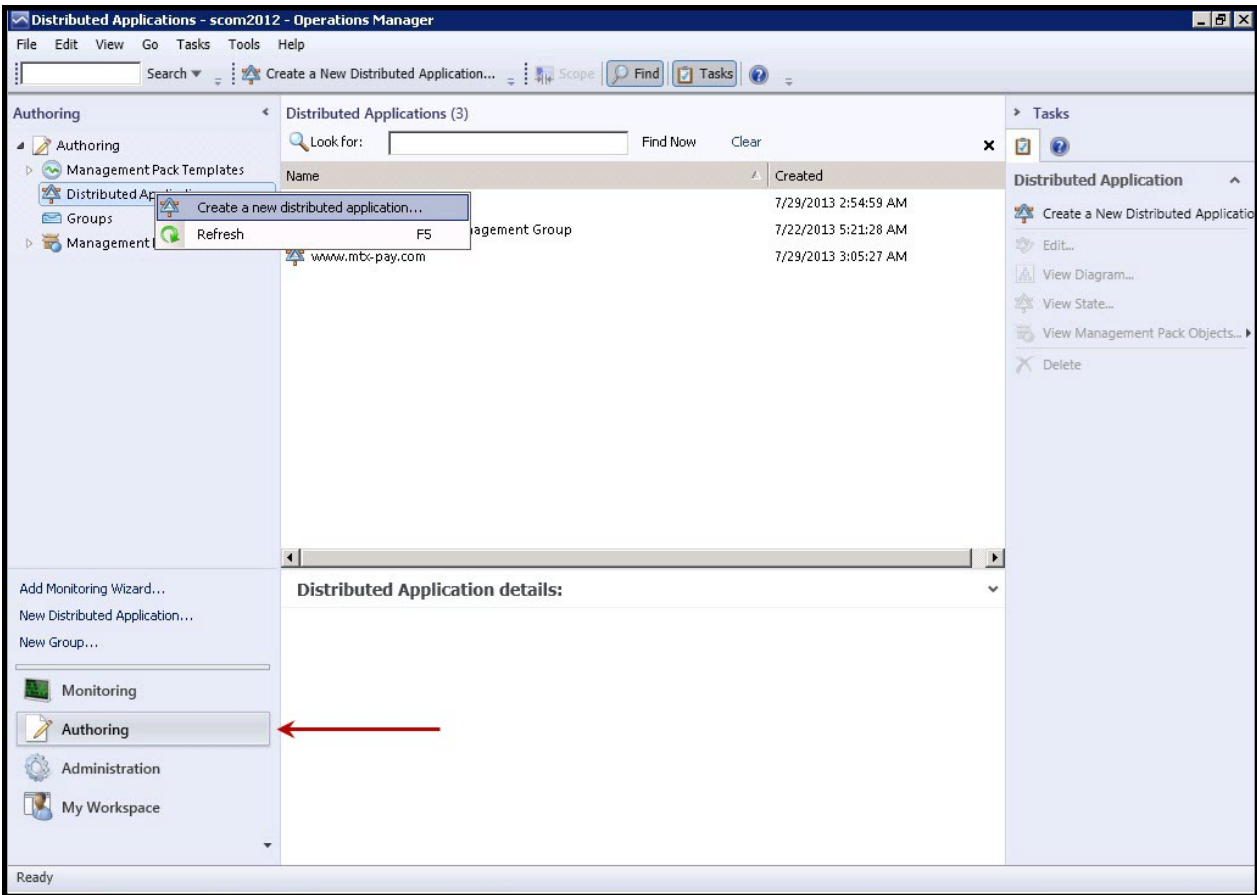 Distributed Applications - scom2012 - Operations Manager
File Edit View Go Tasks Tools Help
Search Create a New Distributed Application... Scope Find Tasks
Authoring
Authoring
Management Pack Templates
Distributed
Groups
Management
Create a new distributed application...
Refresh F5
Distributed Applications (3)
Look for: Find Now Clear
Name Created
7/29/2013 2:54:59 AM
Group 7/22/2013 5:21:28 AM
www.mtx-pay.com 7/29/2013 3:05:27 AM
Distributed Application details:
Tasks
Distributed Application
Create a New Distributed Applicatio
Edit...
View Diagram...
View State...
View Management Pack Objects...
Delete
Add Monitoring Wizard...
New Distributed Application...
New Group...
Monitoring
Authoring
Administration
My Workspace
Ready